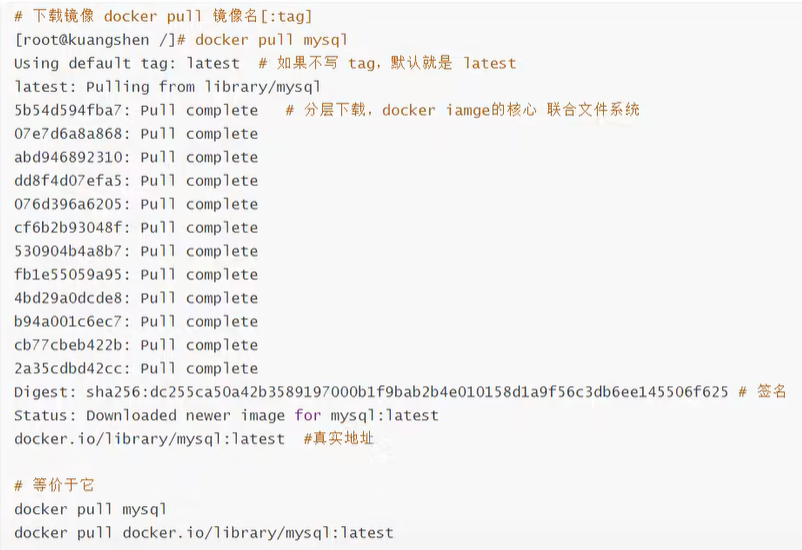 # 下载镜像 docker pull 镜像名[:tag]
[root@kuangshen /]# docker pull mysql
Using default tag: latest  # 如果不写 tag，默认就是 latest
latest: Pulling from library/mysql
5b54d594fba7: Pull complete   # 分层下载，docker iamge的核心 联合文件系统
07e7d6a8a868: Pull complete
abd946892310: Pull complete
dd8f4d07efa5: Pull complete
076d396a6205: Pull complete
cf6b2b93048f: Pull complete
530904b4a8b7: Pull complete
fb1e55059a95: Pull complete
4bd29a0dcde8: Pull complete
b94a001c6ec7: Pull complete
cb77cbeb422b: Pull complete
2a35cdbd42cc: Pull complete
Digest: sha256:dc255ca50a42b3589197000b1f9bab2b4e010158d1a9f56c3db6ee145506f625 # 签名
Status: Downloaded newer image for mysql:latest
docker.io/library/mysql:latest  #真实地址
# 等价于它
docker pull mysql
docker pull docker.io/library/mysql:latest